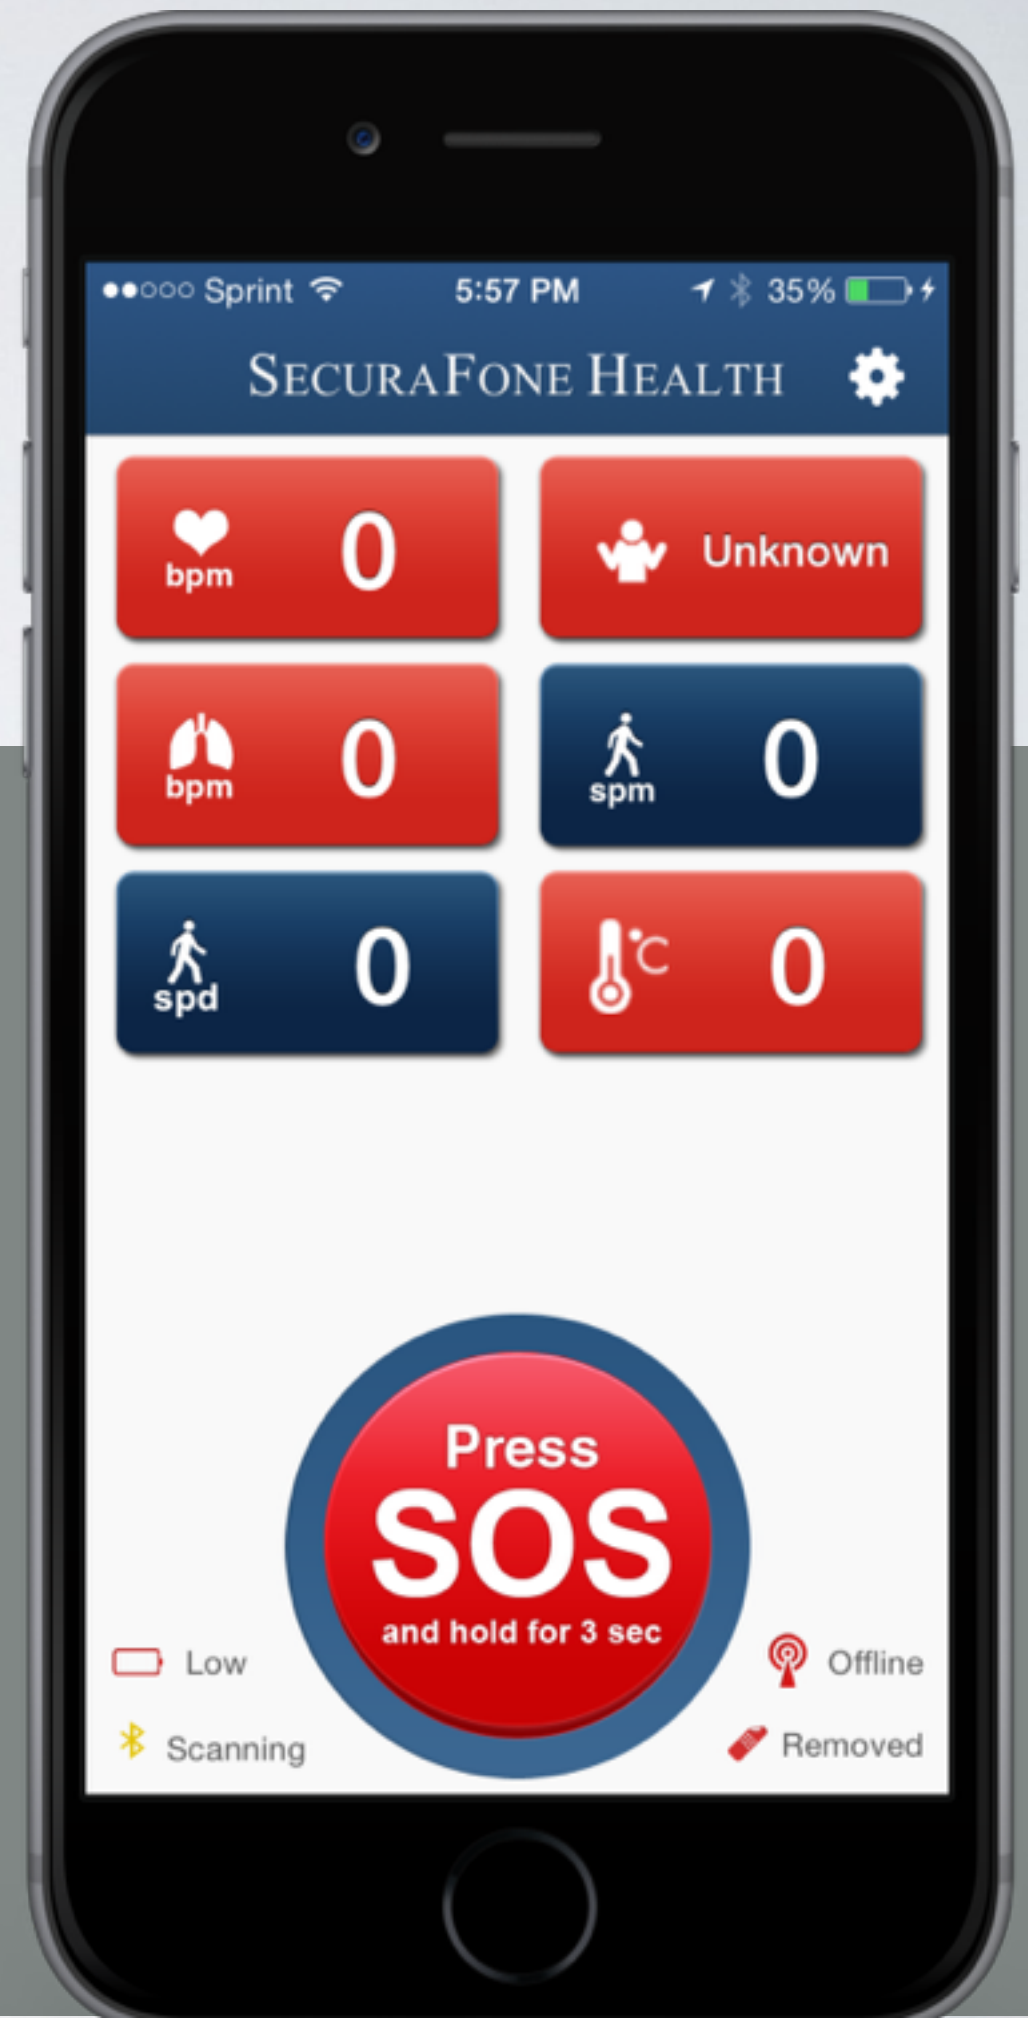 Sprint 5:57 PM 35%
SECURAFONE HEALTH
bpm 0
Unknown
bpm 0
spm 0
spd 0
°C 0
Press
SOS
and hold for 3 sec
Low
Offline
Scanning
Removed